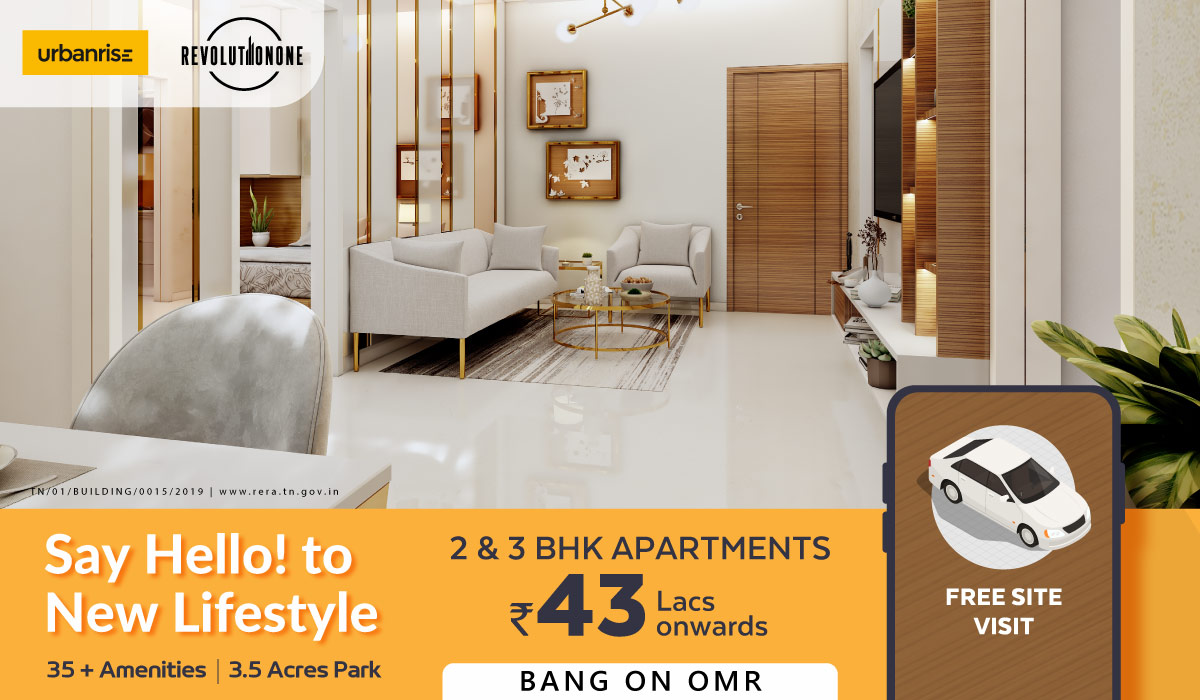 urbanrise
REVOLUTIONONE
TN/01/BUILDING/0015/2019 | www.rera.tn.gov.in
Say Hello! to
New Lifestyle
35 + Amenities | 3.5 Acres Park
2 & 3 BHK APARTMENTS
₹43 Lacs
onwards
BANG ON OMR
FREE SITE
VISIT